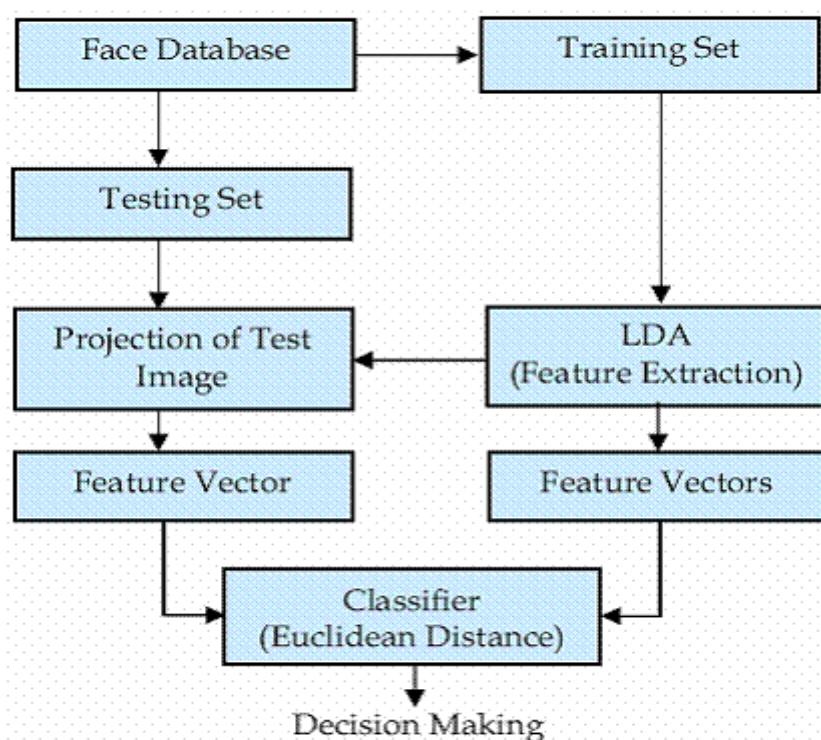 Face Database
Training Set
Testing Set
Projection of Test
Image
LDA
(Feature Extraction)
Feature Vector
Feature Vectors
Classifier
(Euclidean Distance)
Decision Making